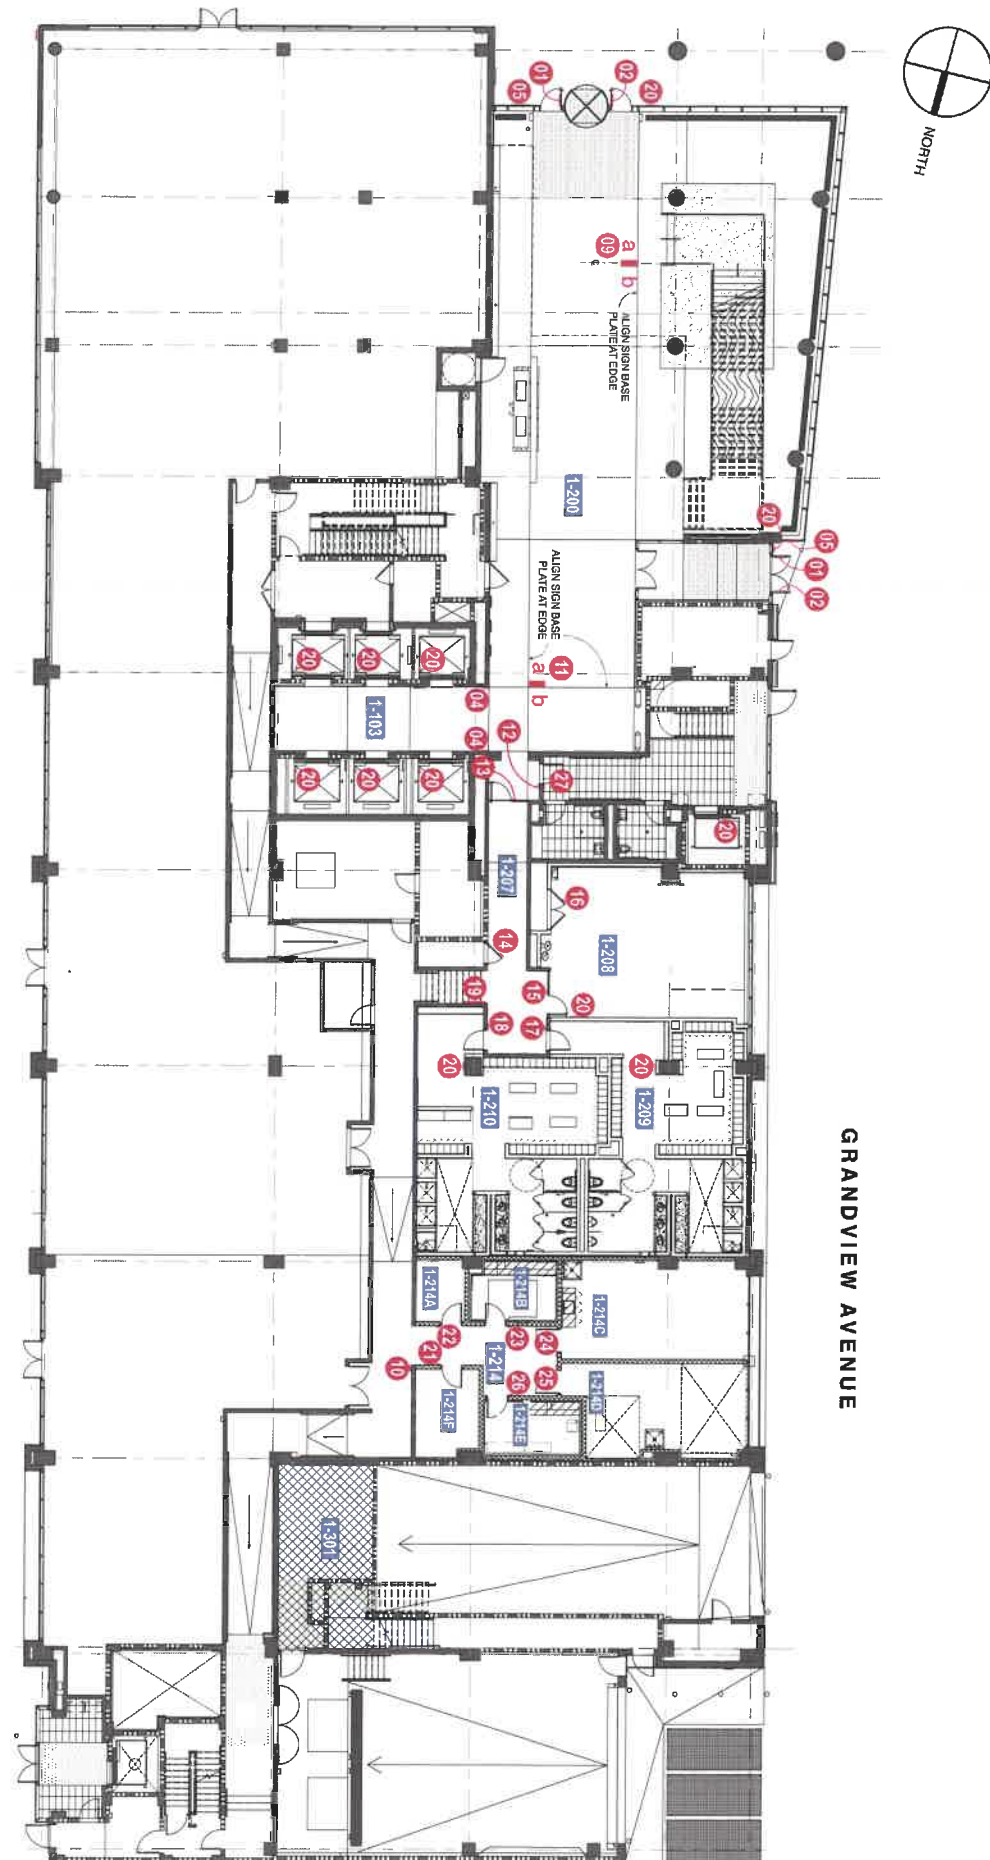 NORTH
01
02
20
05
a
09
b
ALIGN SIGN BASE
PLATE AT EDGE
1-200
20
05
01
02
ALIGN SIGN BASE
PLATE AT EDGE
11
a
b
20
20
20
04
1-103
04
12
13
27
20
20
20
20
1-207
16
14
1-208
19
15
20
18
17
20
20
1-210
1-209
GRANDVIEW AVENUE
1-214A
1-214B
1-214C
22
23
24
21
10
1-214
25
26
1-214F
1-214E
1-214D
1-301